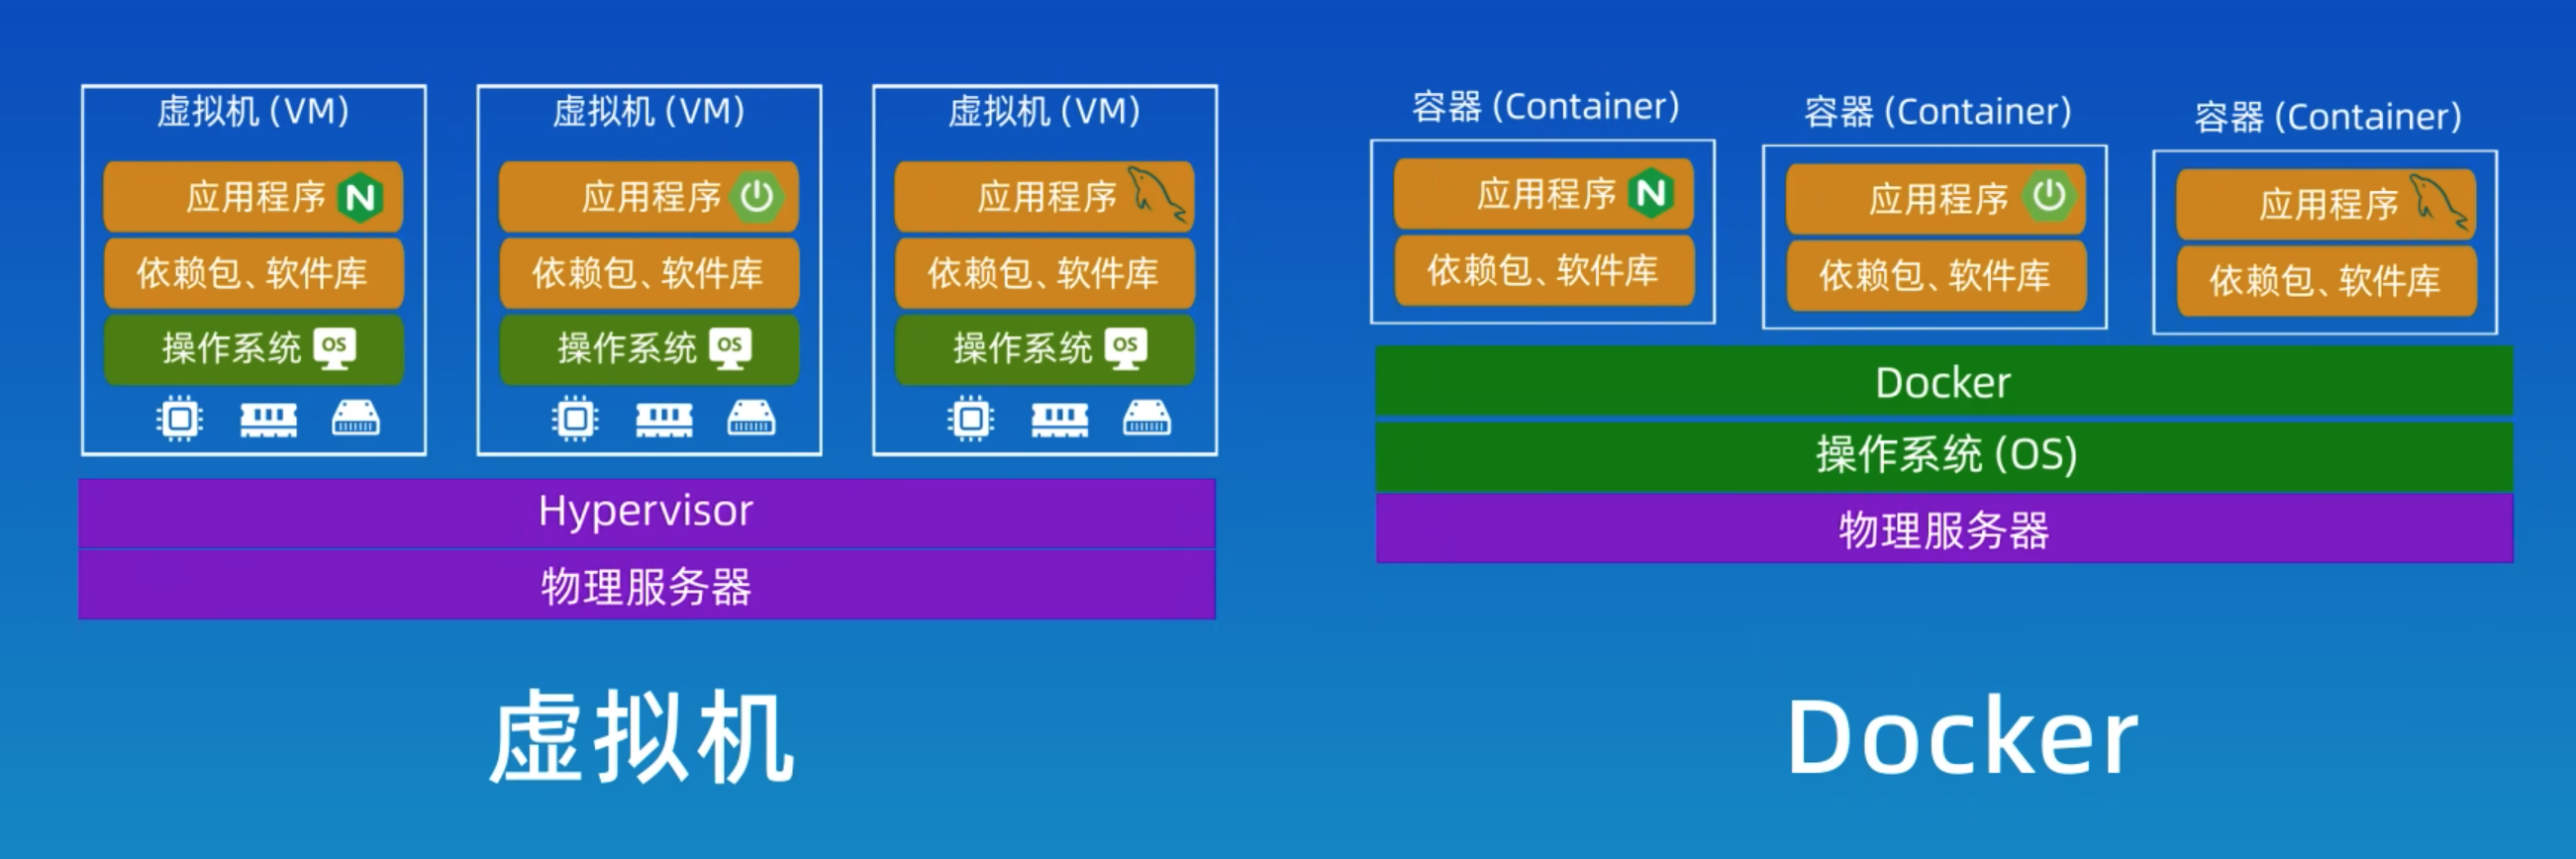 虚拟机 (VM)
应用程序 N
依赖包、软件库
操作系统 OS
虚拟机 (VM)
应用程序
依赖包、软件库
操作系统 OS
虚拟机 (VM)
应用程序
依赖包、软件库
操作系统 OS
Hypervisor
物理服务器
虚拟机
容器 (Container)
应用程序 N
依赖包、软件库
容器 (Container)
应用程序
依赖包、软件库
容器 (Container)
应用程序
依赖包、软件库
Docker
操作系统 (OS)
物理服务器
Docker